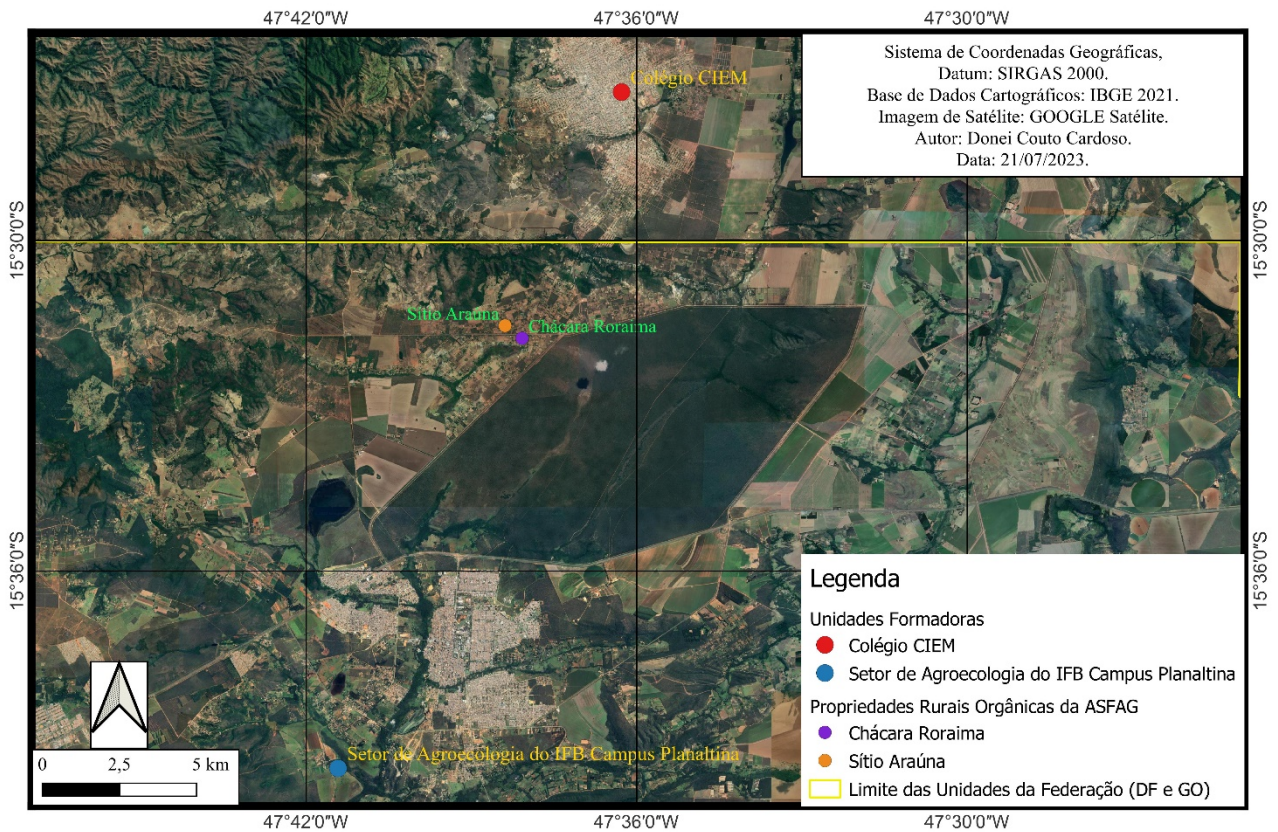 47°42'0"W 47°36'0"W 47°30'0"W
Sistema de Coordenadas Geográficas,
Datum: SIRGAS 2000.
Base de Dados Cartográficos: IBGE 2021.
Imagem de Satélite: GOOGLE Satélite.
Autor: Donei Couto Cardoso.
Data: 21/07/2023.
Colégio CIEM
15°30'0"S 15°30'0"S
Sítio Araúna
Chácara Roraima
15°36'0"S 15°36'0"S
Setor de Agroecologia do IFB Campus Planaltina
0 2,5 5 km
Legenda
Unidades Formadoras
Colégio CIEM
Setor de Agroecologia do IFB Campus Planaltina
Propriedades Rurais Orgânicas da ASFAG
Chácara Roraima
Sítio Araúna
Limite das Unidades da Federação (DF e GO)
47°42'0"W 47°36'0"W 47°30'0"W